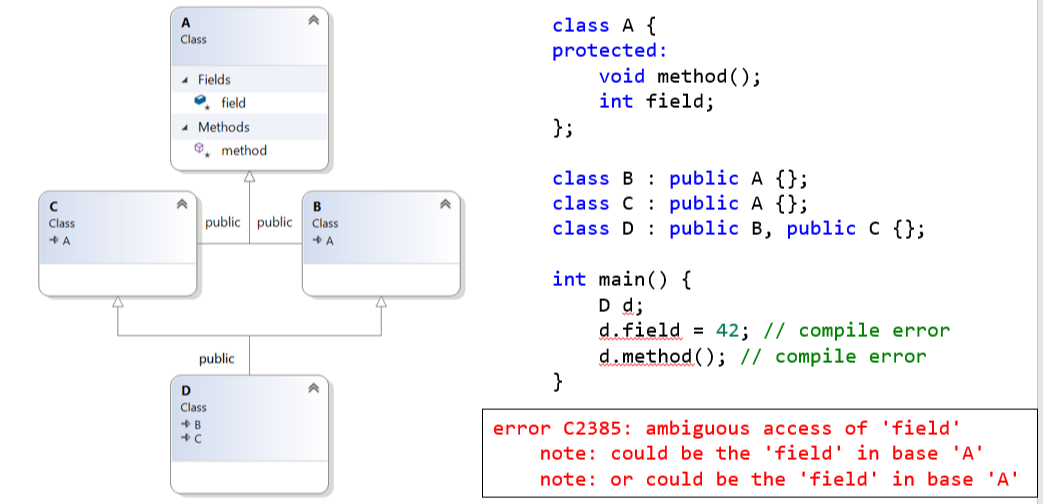 A
Class
Fields
field
Methods
method
C
Class
A
public
public
B
Class
A
public
D
Class
B
C
class A {
protected:
    void method();
    int field;
};
class B : public A {};
class C : public A {};
class D : public B, public C {};
int main() {
    D d;
    d.field = 42; // compile error
    d.method(); // compile error
}
error C2385: ambiguous access of 'field'
    note: could be the 'field' in base 'A'
    note: or could be the 'field' in base 'A'